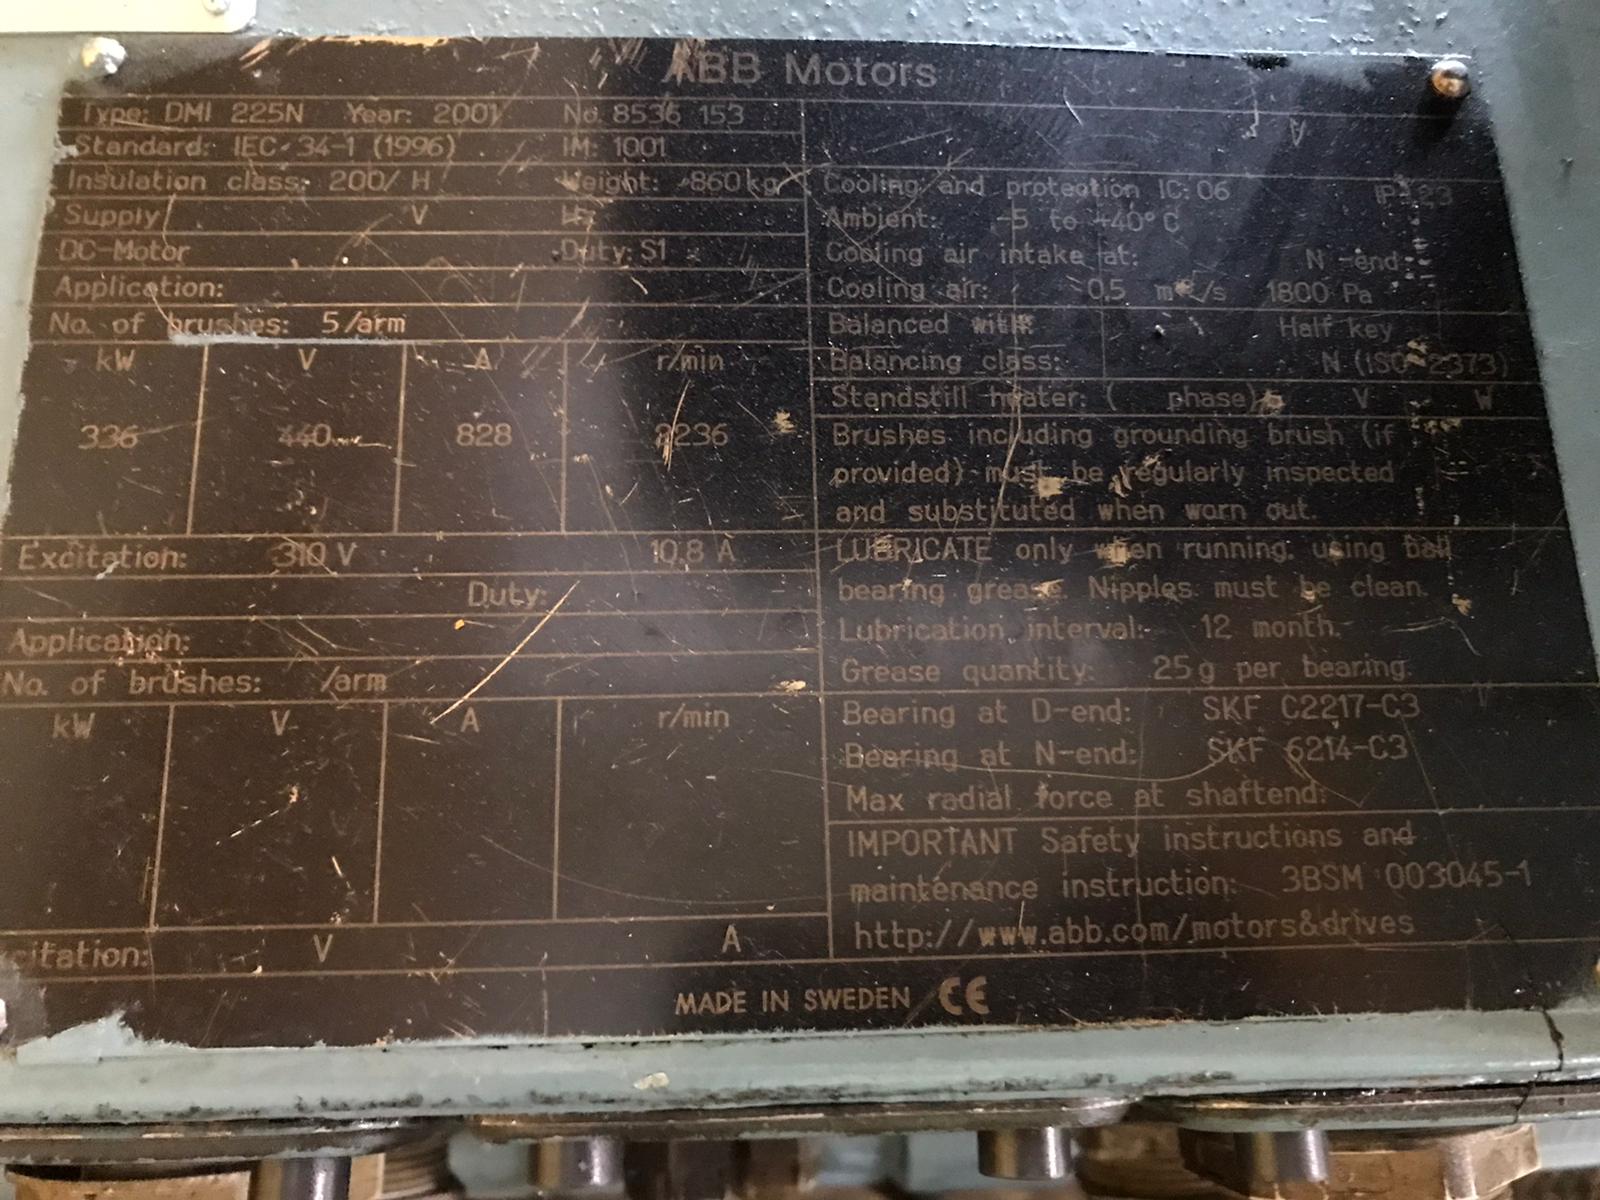 ABB Motors
Type: DMI 225N Year: 2001 No. 8536 153
Standard: IEC 34-1 (1996) IM: 1001
Insulation class: 200/ H Weight: 860 kg
Supply V Hz
DC-Motor Duty: S1
Application:
No. of brushes: 5/arm
kW V A r/min
336 440 828 2236
Excitation: 310 V 10.8 A
Duty:
Application:
No. of brushes: /arm
kW V A r/min
citation: V A
A
Cooling and protection IC: 06 IP: 23
Ambient: -5 to +40°C
Cooling air intake at: N -end
Cooling air: 0.5 /s 1800 Pa
Balanced with: Half key
Balancing class: N (ISO 2373)
Standstill heater: ( phase) V W
Brushes including grounding brush (if
provided) must be regularly inspected
and substituted when worn out.
LUBRICATE only when running, using ball
bearing grease. Nipples must be clean.
Lubrication interval: 12 month.
Grease quantity: 25 g per bearing.
Bearing at D-end: SKF C2217-C3
Bearing at N-end: SKF 6214-C3
Max radial force at shaftend:
IMPORTANT Safety instructions and
maintenance instruction: 3BSM 003045-1
http://www.abb.com/motors&drives
MADE IN SWEDEN CE